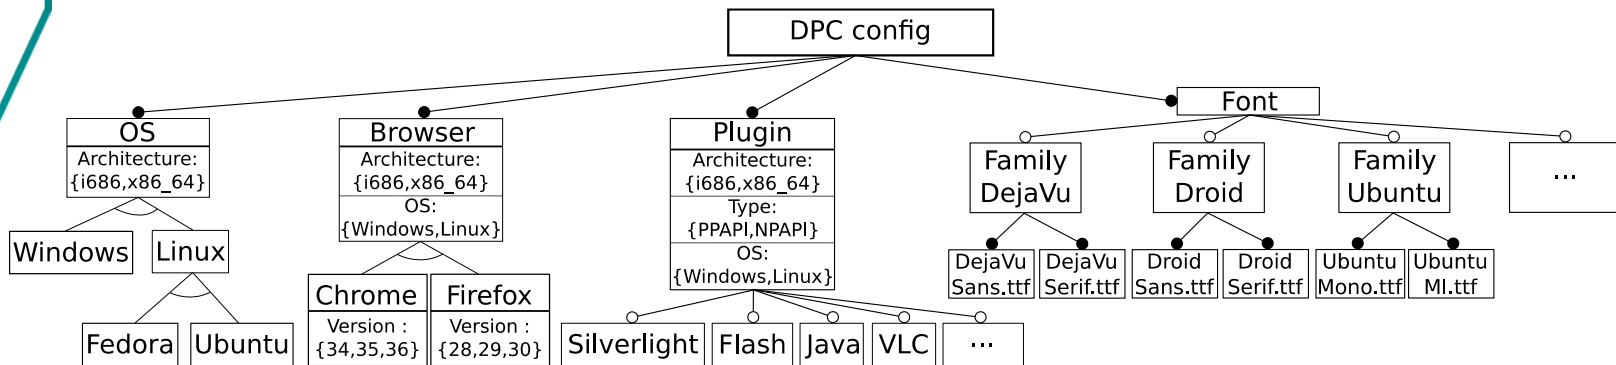 DPC config
OS
Architecture:
{i686,x86_64}
Windows
Linux
Fedora
Ubuntu
Browser
Architecture:
{i686,x86_64}
OS:
{Windows,Linux}
Chrome
Version :
{34,35,36}
Firefox
Version :
{28,29,30}
Plugin
Architecture:
{i686,x86_64}
Type:
{PPAPI,NPAPI}
OS:
{Windows,Linux}
Silverlight
Flash
Java
VLC
...
Font
Family
DejaVu
DejaVu
Sans.ttf
DejaVu
Serif.ttf
Family
Droid
Droid
Sans.ttf
Droid
Serif.ttf
Family
Ubuntu
Ubuntu
Mono.ttf
Ubuntu
MI.ttf
...